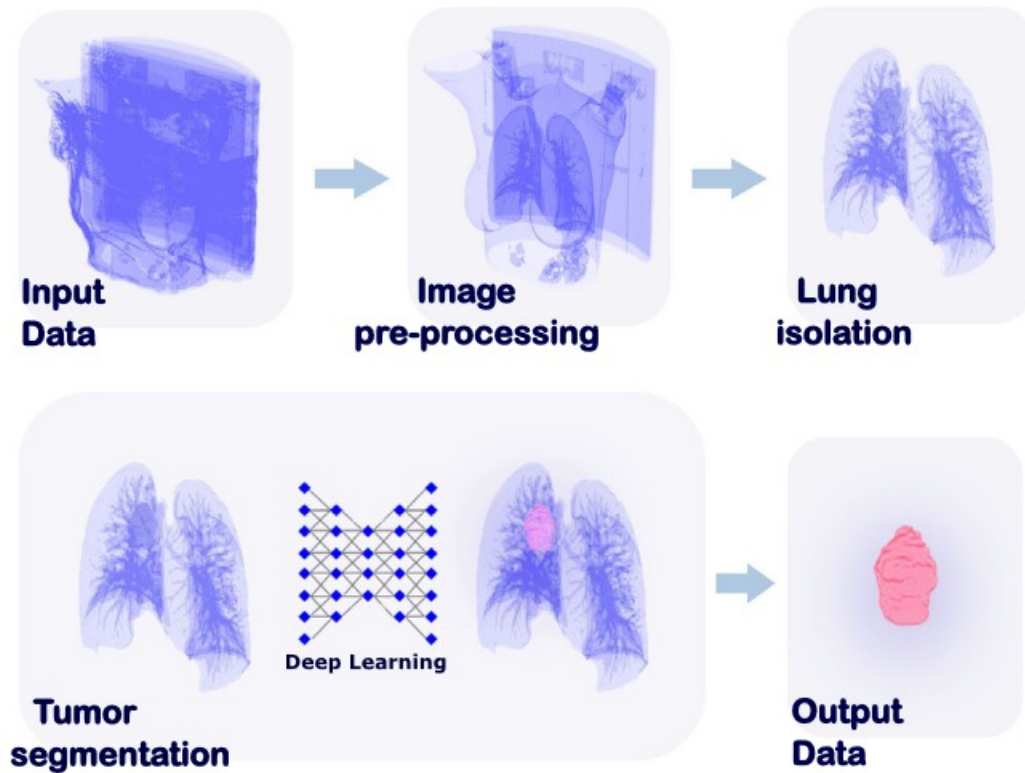 Input
Data
Image
pre-processing
Lung
isolation
Deep Learning
Tumor
segmentation
Output
Data